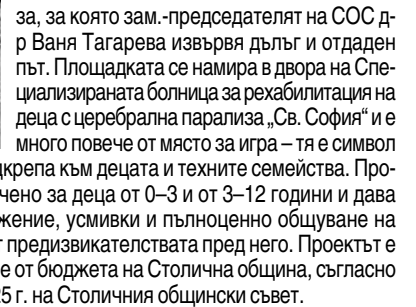 за, за която зам.-председателят на СОС д-
р Ваня Тагарева извървя дълъг и отдаден
път. Площадката се намира в двора на Спе-
циализираната болница за рехабилитация на
деца с церебрална парализа „Св. София“ и е
много повече от място за игра – тя е символ
крепа към децата и техните семейства. Про-
чено за деца от 0–3 и от 3–12 години и дава
жение, усмивки и пълноценно общуване на
предизвикателствата пред него. Проектът е
е от бюджета на Столична община, съгласно
5 г. на Столичния общински съвет.